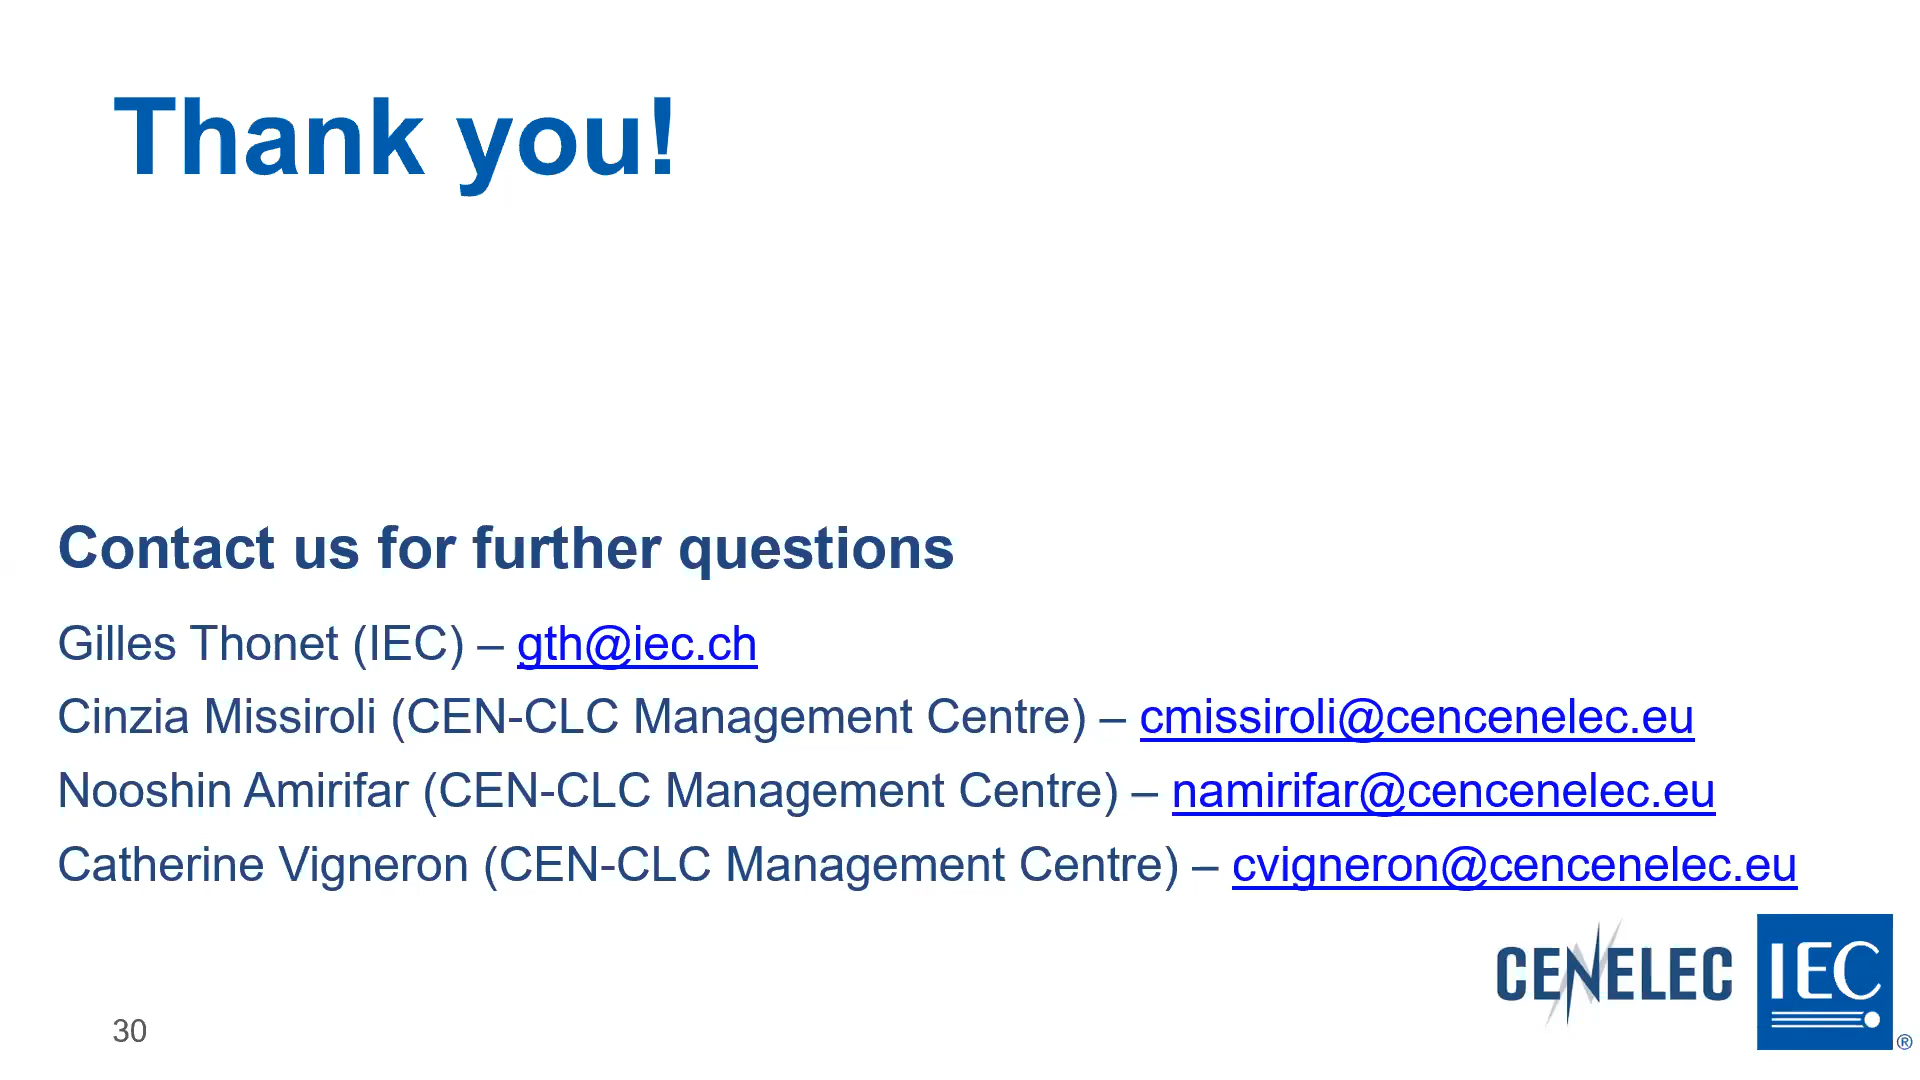 Thank you!
Contact us for further questions
Gilles Thonet (IEC) – gth@iec.ch
Cinzia Missiroli (CEN-CLC Management Centre) – cmissiroli@cencenelec.eu
Nooshin Amirifar (CEN-CLC Management Centre) – namirifar@cencenelec.eu
Catherine Vigneron (CEN-CLC Management Centre) – cvigneron@cencenelec.eu
CENELEC
IEC
®
30